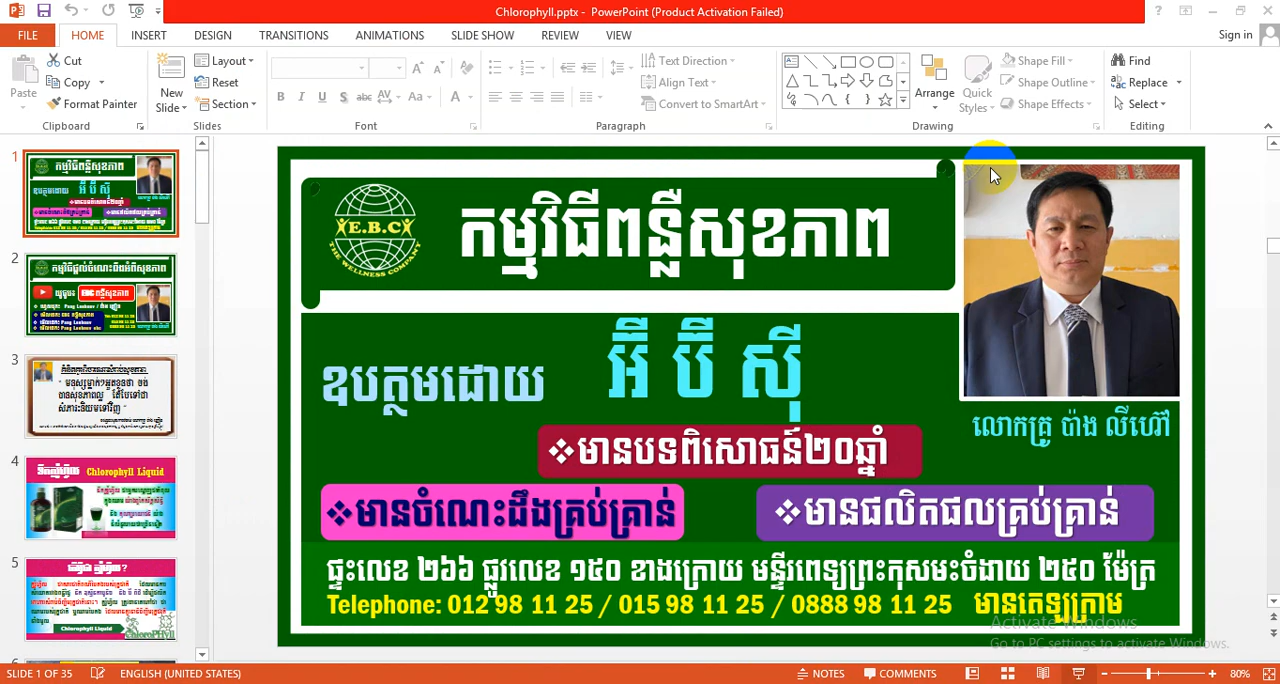 Chlorophyll.pptx - PowerPoint (Product Activation Failed)
FILE HOME INSERT DESIGN TRANSITIONS ANIMATIONS SLIDE SHOW REVIEW VIEW Sign in
Cut
Copy
Format Painter
Paste
Clipboard
New Slide
Layout
Reset
Section
Slides
Font
Text Direction
Align Text
Convert to SmartArt
Paragraph
Arrange
Quick Styles
Shape Fill
Shape Outline
Shape Effects
Drawing
Find
Replace
Select
Editing
1
2
3
4
Chlorophyll Liquid
5
Chlorophyll Liquid
E.B.C
THE WELLNESS COMPANY
កម្មវិធីពន្លឺសុខភាព
ឧបត្ថមដោយ
អ៊ី ប៊ី ស៊ី
លោកគ្រូ ប៉ាង លីហ៊ៅ
❖មានបទពិសោធន៍២០ឆ្នាំ
❖មានចំណេះដឹងគ្រប់គ្រាន់
❖មានផលិតផលគ្រប់គ្រាន់
ផ្ទះលេខ ២៦៦ ផ្លូវលេខ ១៥០ ខាងក្រោយ មន្ទីរពេទ្យព្រះកុសមះចំងាយ ២៥០ ម៉ែត្រ
Telephone: 012 98 11 25 / 015 98 11 25 / 0888 98 11 25 មានតេឡេក្រាម
Activate Windows
Go to PC settings to activate Windows.
SLIDE 1 OF 35 ENGLISH (UNITED STATES) NOTES COMMENTS 80%